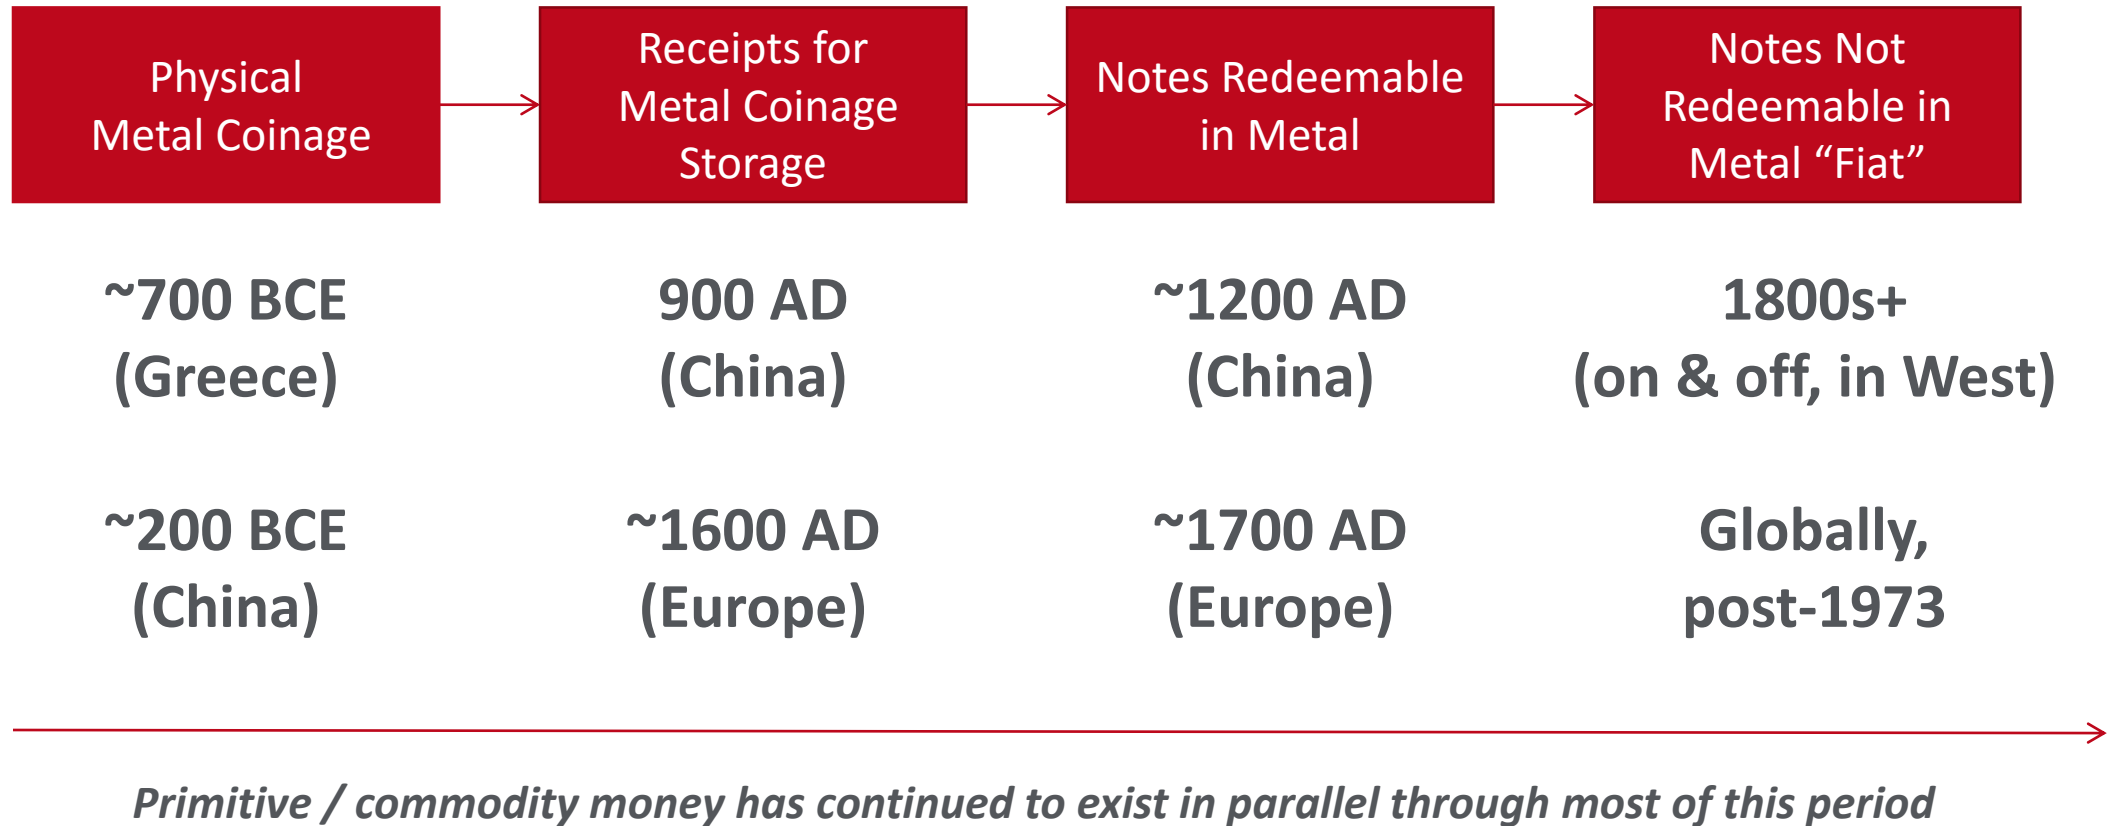 Physical
Metal Coinage
Receipts for
Metal Coinage
Storage
Notes Redeemable
in Metal
Notes Not
Redeemable in
Metal “Fiat”
~700 BCE
(Greece)
900 AD
(China)
~1200 AD
(China)
1800s+
(on & off, in West)
~200 BCE
(China)
~1600 AD
(Europe)
~1700 AD
(Europe)
Globally,
post-1973
Primitive / commodity money has continued to exist in parallel through most of this period